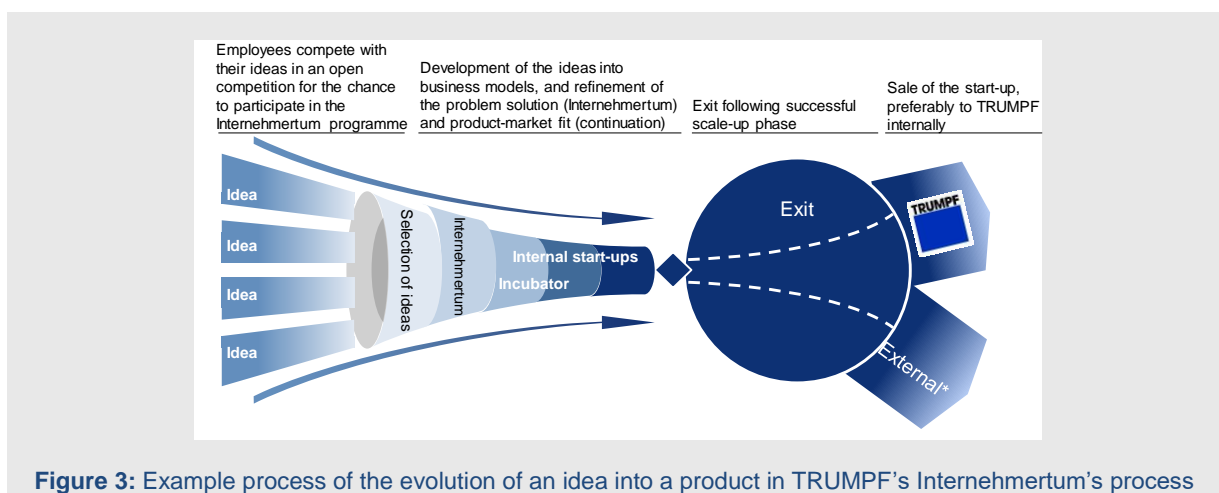 Employees compete with
their ideas in an open
competition for the chance
to participate in the
Internehmertum programme
Development of the ideas into
business models, and refinement of
the problem solution (Internehmertum)
and product-market fit (continuation)
Exit following successful
scale-up phase
Sale of the start-up,
preferably to TRUMPF
internally
Idea
Idea
Idea
Idea
Selection of ideas
Internehmertum
Internal start-ups
Incubator
Exit
TRUMPF
External*
Figure 3: Example process of the evolution of an idea into a product in TRUMPF's Internehmertum's process